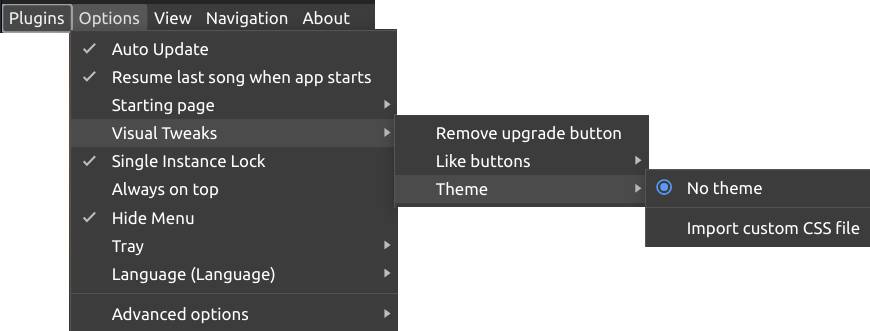 Plugins Options View Navigation About
Auto Update
Resume last song when app starts
Starting page
Visual Tweaks
Single Instance Lock
Always on top
Hide Menu
Tray
Language (Language)
Advanced options
Remove upgrade button
Like buttons
Theme
No theme
Import custom CSS file